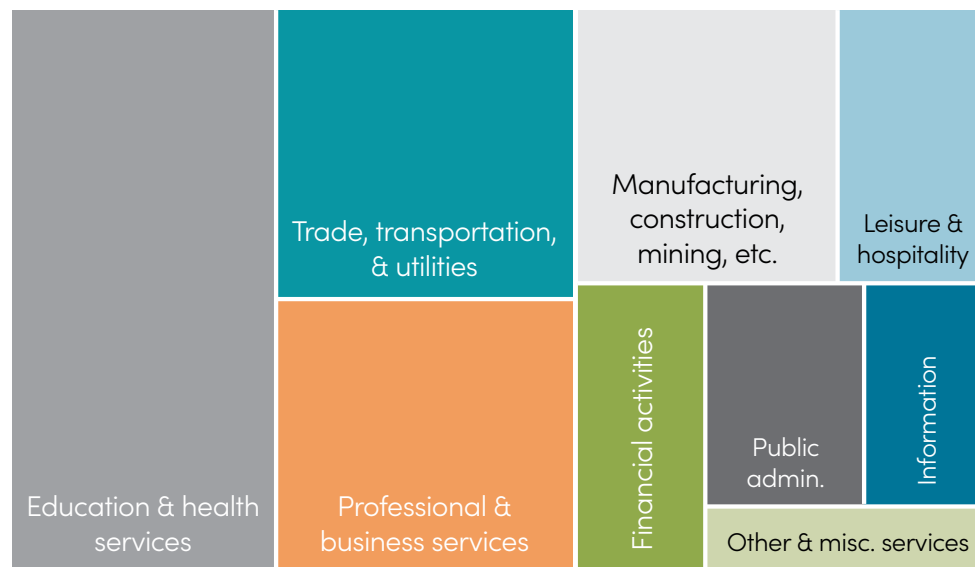 Education & health
services
Trade, transportation,
& utilities
Professional &
business services
Manufacturing,
construction,
mining, etc.
Leisure &
hospitality
Financial activities
Public
admin.
Information
Other & misc. services